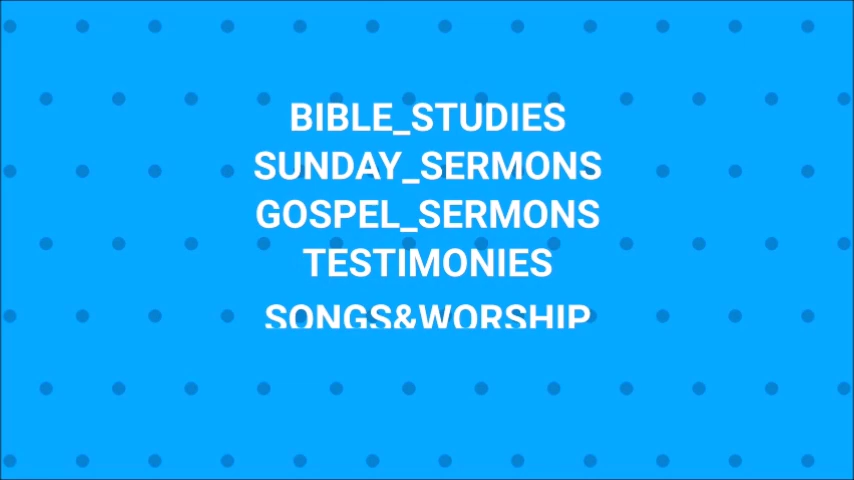 BIBLE_STUDIES
SUNDAY_SERMONS
GOSPEL_SERMONS
TESTIMONIES
SONGS&WORSHIP